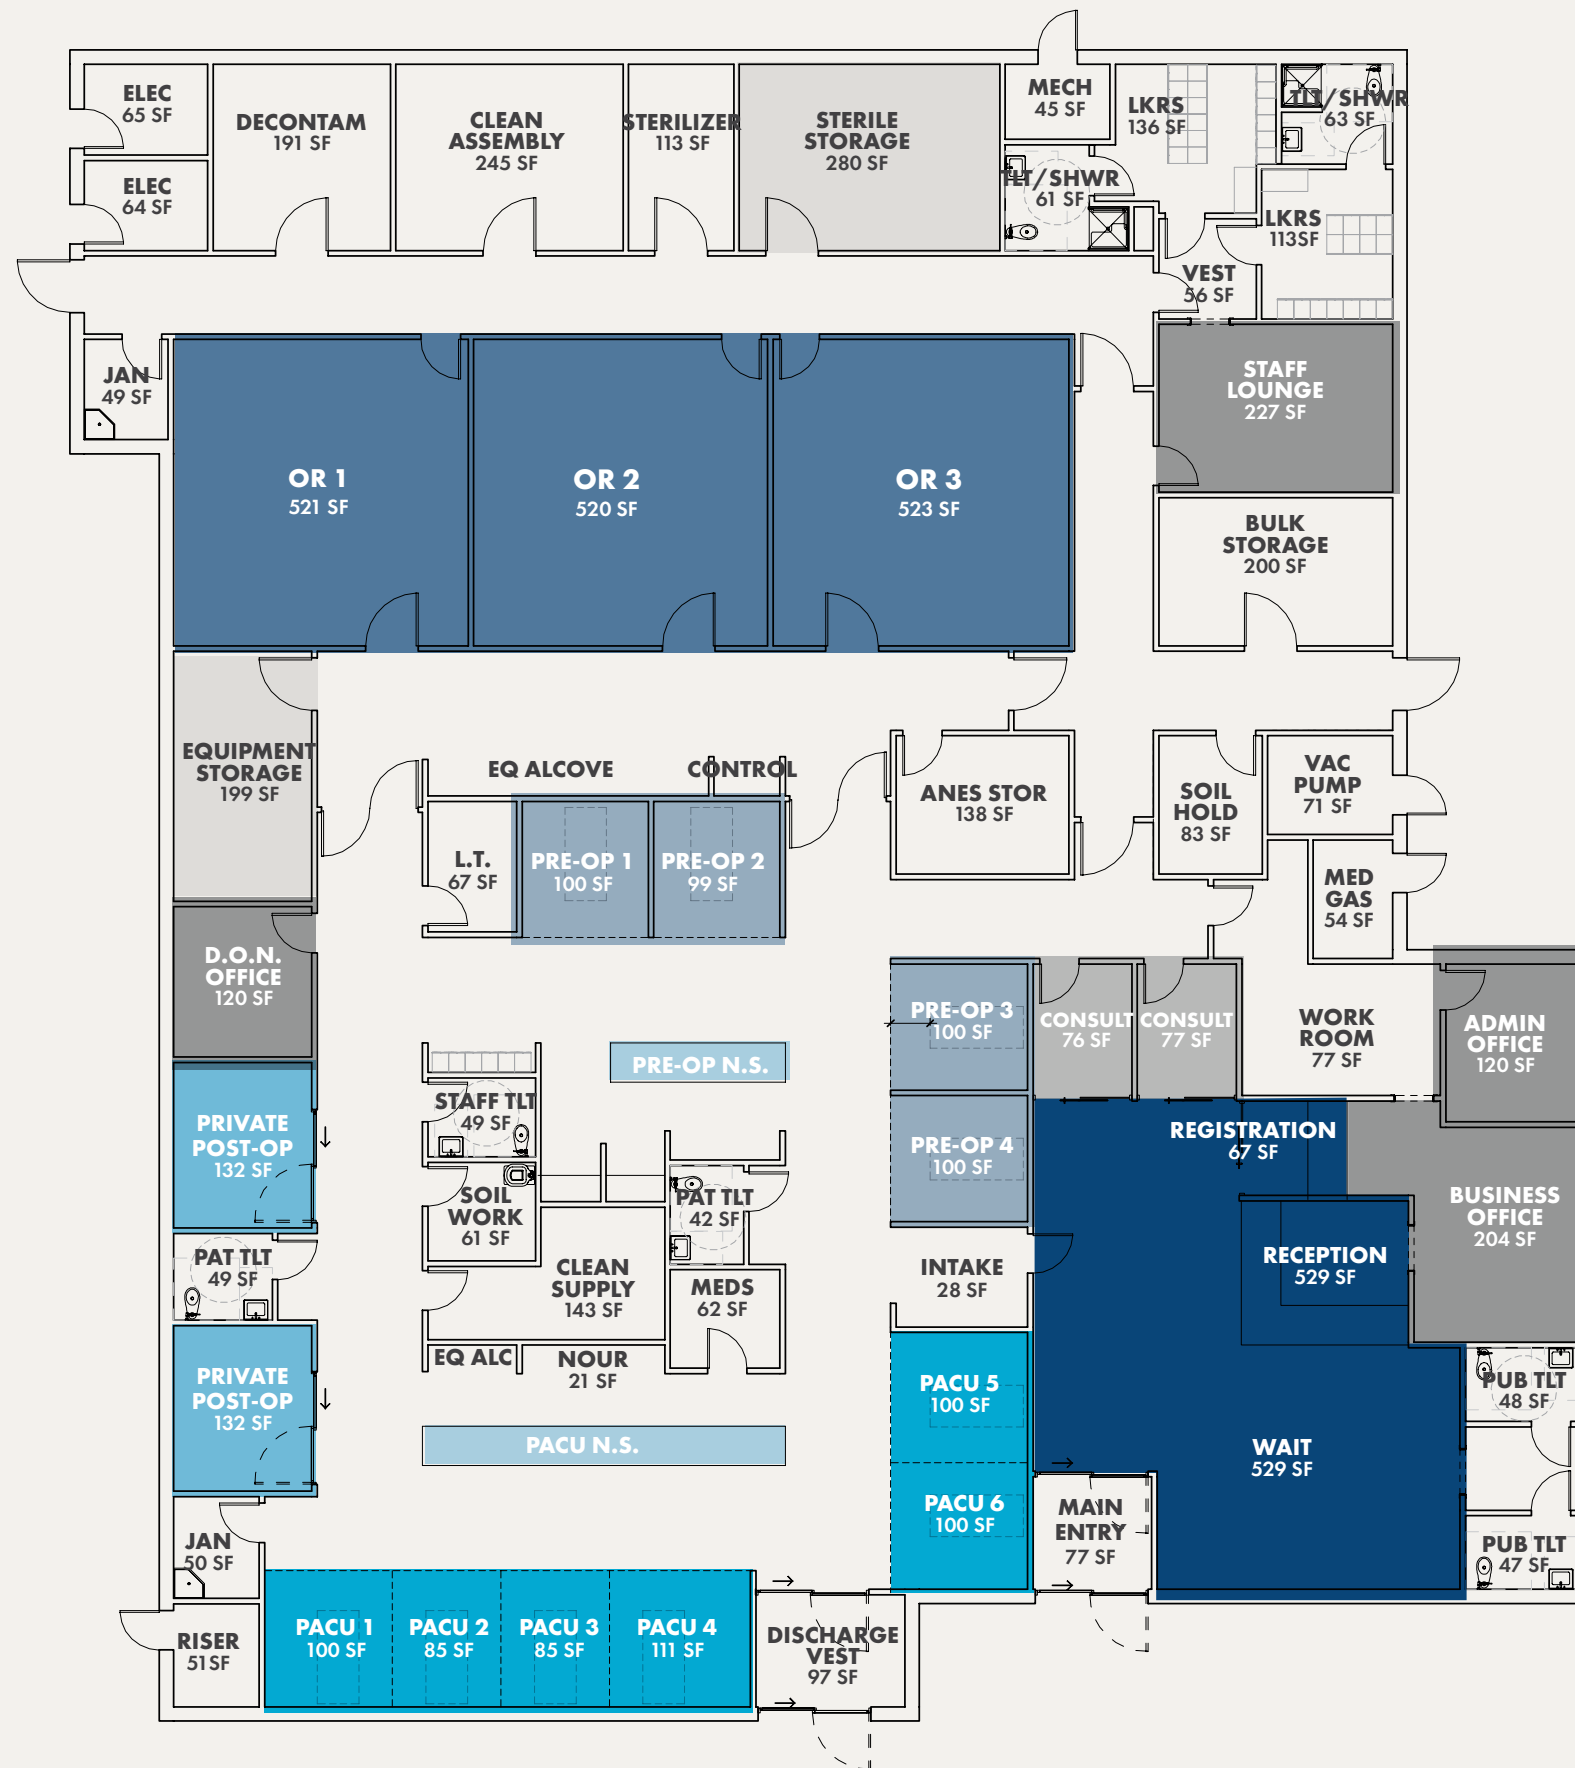 ELEC
65 SF
DECONTAM
191 SF
CLEAN
ASSEMBLY
245 SF
STERILIZER
113 SF
STERILE
STORAGE
280 SF
MECH
45 SF
LKRS
136 SF
TLT/SHWR
63 SF
ELEC
64 SF
TLT/SHWR
61 SF
LKRS
113SF
VEST
56 SF
JAN
49 SF
STAFF
LOUNGE
227 SF
OR 1
521 SF
OR 2
520 SF
OR 3
523 SF
BULK
STORAGE
200 SF
EQUIPMENT
STORAGE
199 SF
EQ ALCOVE
CONTROL
ANES STOR
138 SF
SOIL
HOLD
83 SF
VAC
PUMP
71 SF
L.T.
67 SF
PRE-OP 1
100 SF
PRE-OP 2
99 SF
MED
GAS
54 SF
D.O.N.
OFFICE
120 SF
PRE-OP 3
100 SF
CONSULT
76 SF
CONSULT
77 SF
WORK
ROOM
77 SF
ADMIN
OFFICE
120 SF
PRE-OP N.S.
PRIVATE
POST-OP
132 SF
STAFF TLT
49 SF
PRE-OP 4
100 SF
REGISTRATION
67 SF
SOIL
WORK
61 SF
PAT TLT
42 SF
BUSINESS
OFFICE
204 SF
PAT TLT
49 SF
CLEAN
SUPPLY
143 SF
MEDS
62 SF
INTAKE
28 SF
RECEPTION
529 SF
EQ ALC
NOUR
21 SF
PRIVATE
POST-OP
132 SF
PACU 5
100 SF
PUB TLT
48 SF
PACU N.S.
WAIT
529 SF
PACU 6
100 SF
MAIN
ENTRY
77 SF
JAN
50 SF
PUB TLT
47 SF
RISER
51SF
PACU 1
100 SF
PACU 2
85 SF
PACU 3
85 SF
PACU 4
111 SF
DISCHARGE
VEST
97 SF